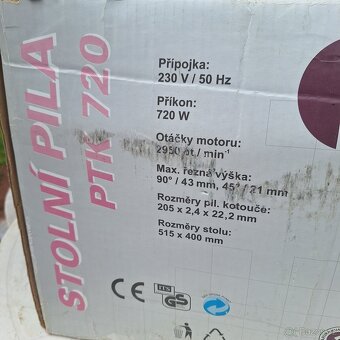 STOLNÍ PILA
PTK 720
Přípojka:
230 V / 50 Hz
Příkon:
720 W
Otáčky motoru:
2950 ot / min⁻¹
Max. řezná výška:
90° / 43 mm, 45° / 21 mm
Rozměry pil. kotouče:
205 x 2,4 x 22,2 mm
Rozměry stolu:
515 x 400 mm
CE
GS